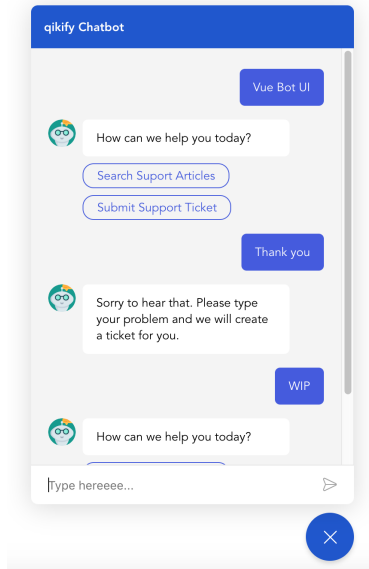 qikify Chatbot
Vue Bot UI
How can we help you today?
Search Suport Articles
Submit Support Ticket
Thank you
Sorry to hear that. Please type
your problem and we will create
a ticket for you.
WIP
How can we help you today?
Type hereeee...